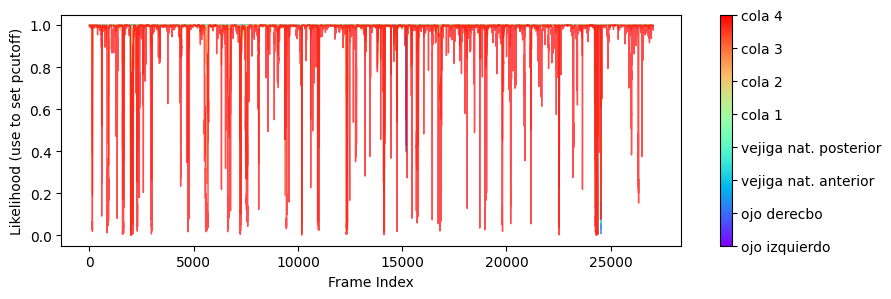 Likelihood (use to set pcutoff)
1.0
0.8
0.6
0.4
0.2
0.0
0
5000
10000
15000
20000
25000
Frame Index
cola 4
cola 3
cola 2
cola 1
vejiga nat. posterior
vejiga nat. anterior
ojo derecbo
ojo izquierdo